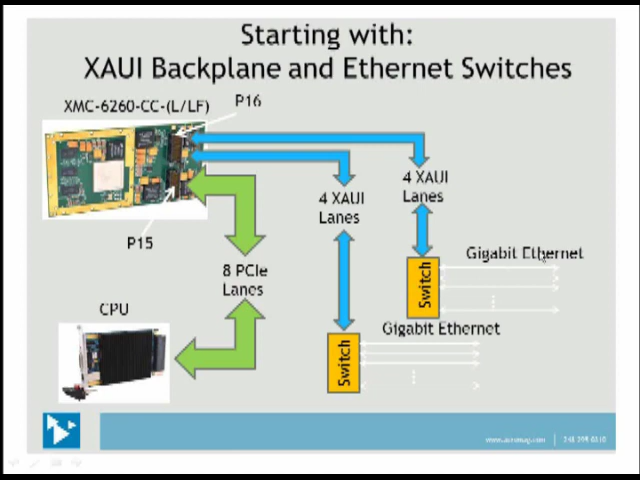 Starting with:
XAUI Backplane and Ethernet Switches
XMC-6260-CC-(L/LF)
P16
4 XAUI
Lanes
4 XAUI
Lanes
P15
Gigabit Ethernet
8 PCIe
Lanes
Switch
CPU
Gigabit Ethernet
Switch